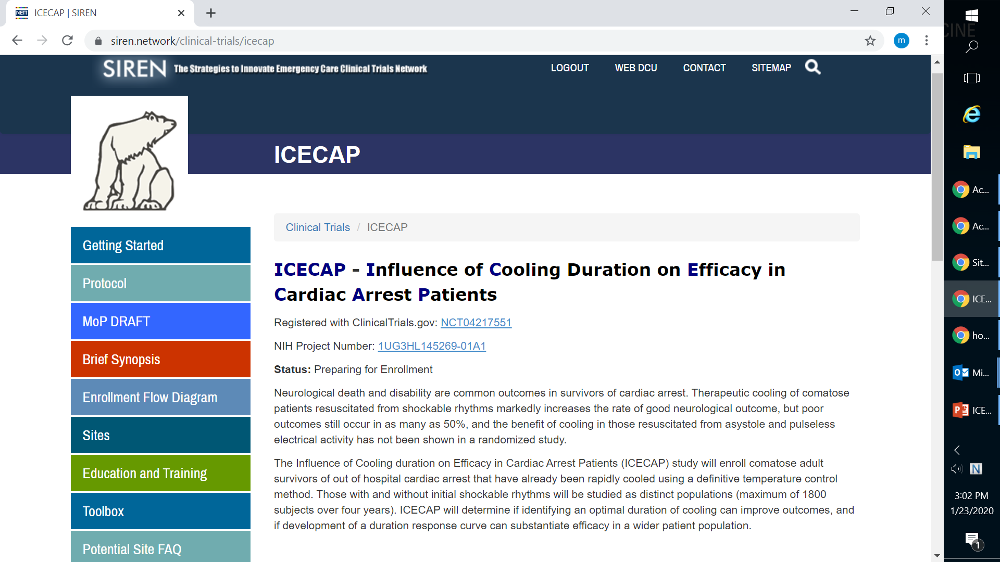 NETT ICECAP | SIREN
siren.network/clinical-trials/icecap
m
SIREN The Strategies to Innovate Emergency Care Clinical Trials Network
LOGOUT WEB DCU CONTACT SITEMAP
ICECAP
Clinical Trials / ICECAP
Getting Started
Protocol
MoP DRAFT
Brief Synopsis
Enrollment Flow Diagram
Sites
Education and Training
Toolbox
Potential Site FAQ
ICECAP - Influence of Cooling Duration on Efficacy in
Cardiac Arrest Patients
Registered with ClinicalTrials.gov: NCT04217551
NIH Project Number: 1UG3HL145269-01A1
Status: Preparing for Enrollment
Neurological death and disability are common outcomes in survivors of cardiac arrest. Therapeutic cooling of comatose
patients resuscitated from shockable rhythms markedly increases the rate of good neurological outcome, but poor
outcomes still occur in as many as 50%, and the benefit of cooling in those resuscitated from asystole and pulseless
electrical activity has not been shown in a randomized study.
The Influence of Cooling duration on Efficacy in Cardiac Arrest Patients (ICECAP) study will enroll comatose adult
survivors of out of hospital cardiac arrest that have already been rapidly cooled using a definitive temperature control
method. Those with and without initial shockable rhythms will be studied as distinct populations (maximum of 1800
subjects over four years). ICECAP will determine if identifying an optimal duration of cooling can improve outcomes, and
if development of a duration response curve can substantiate efficacy in a wider patient population.
CINE
Ac...
Ac...
Sit...
ICE...
ho...
Mi...
ICE...
N
3:02 PM
1/23/2020
1